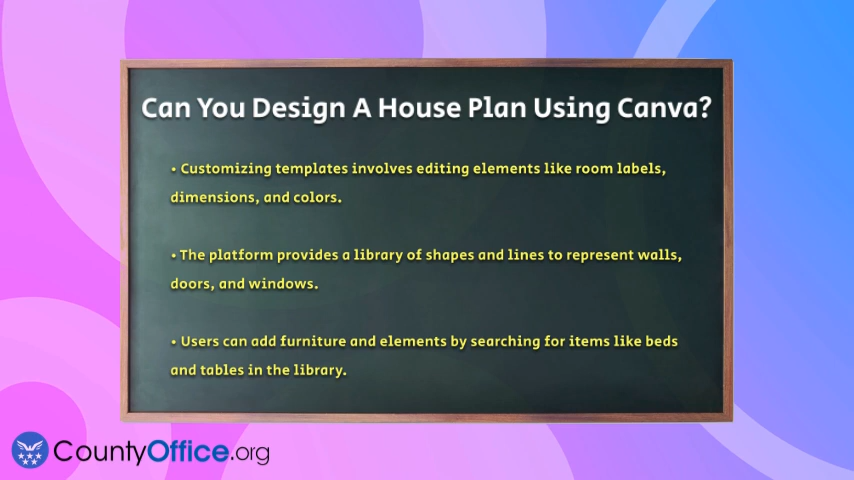 Can You Design A House Plan Using Canva?
• Customizing templates involves editing elements like room labels,
dimensions, and colors.
• The platform provides a library of shapes and lines to represent walls,
doors, and windows.
• Users can add furniture and elements by searching for items like beds
and tables in the library.
CountyOffice.org